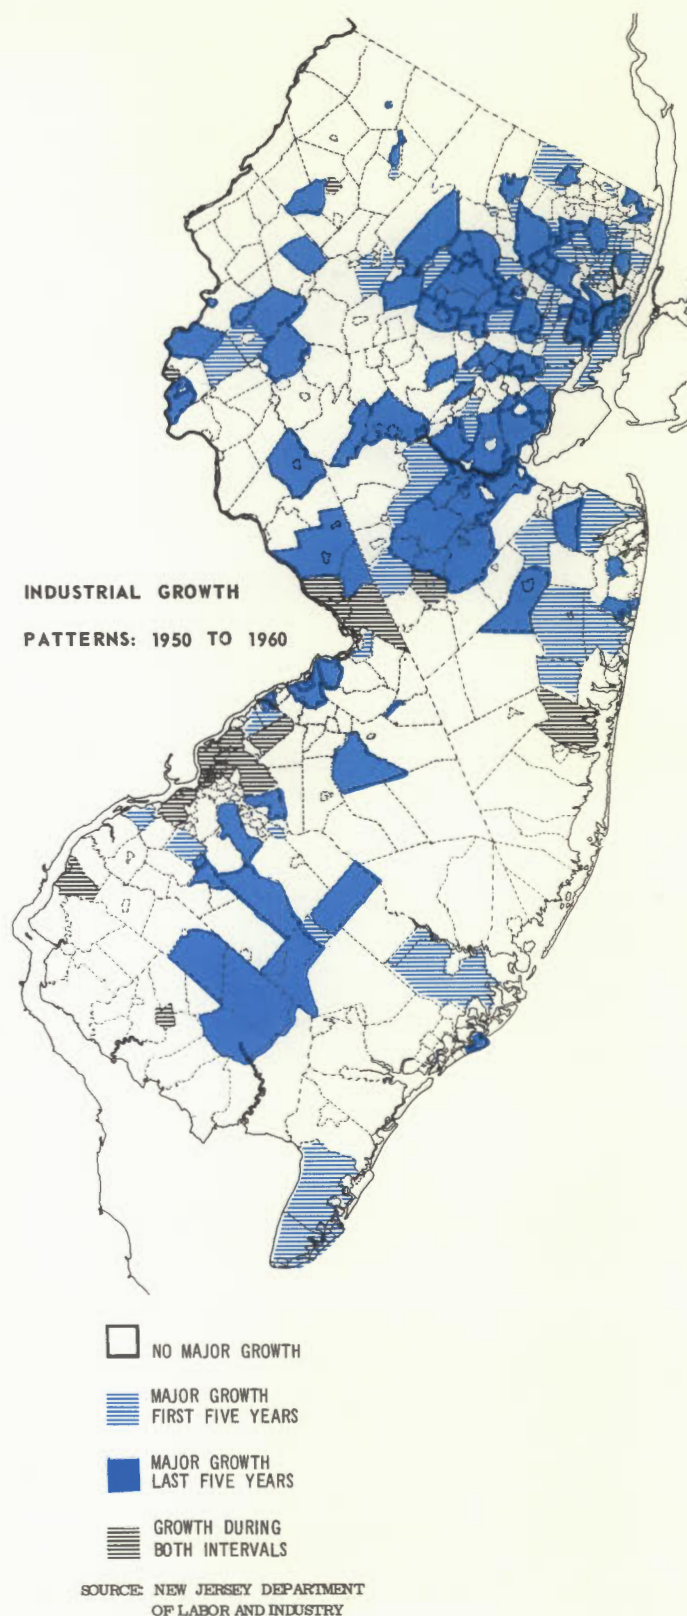 INDUSTRIAL GROWTH
PATTERNS: 1950 TO 1960
NO MAJOR GROWTH
MAJOR GROWTH
FIRST FIVE YEARS
MAJOR GROWTH
LAST FIVE YEARS
GROWTH DURING
BOTH INTERVALS
SOURCE: NEW JERSEY DEPARTMENT
OF LABOR AND INDUSTRY